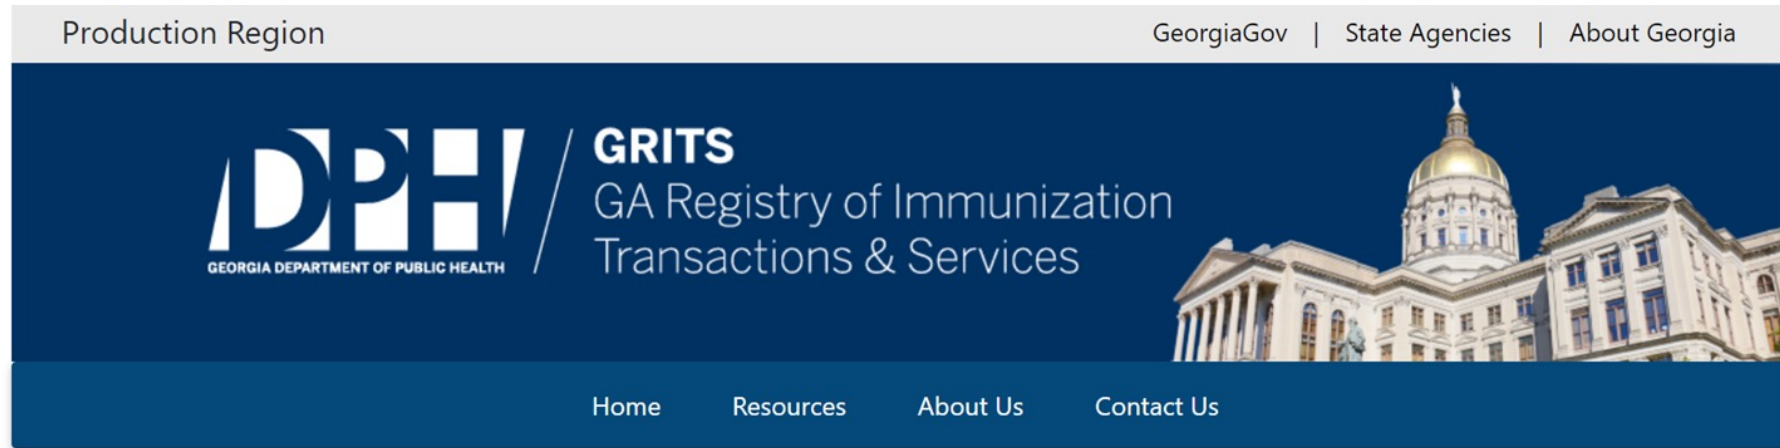 Production Region
GeorgiaGov | State Agencies | About Georgia
DPH
GEORGIA DEPARTMENT OF PUBLIC HEALTH
GRITS
GA Registry of Immunization
Transactions & Services
Home Resources About Us Contact Us